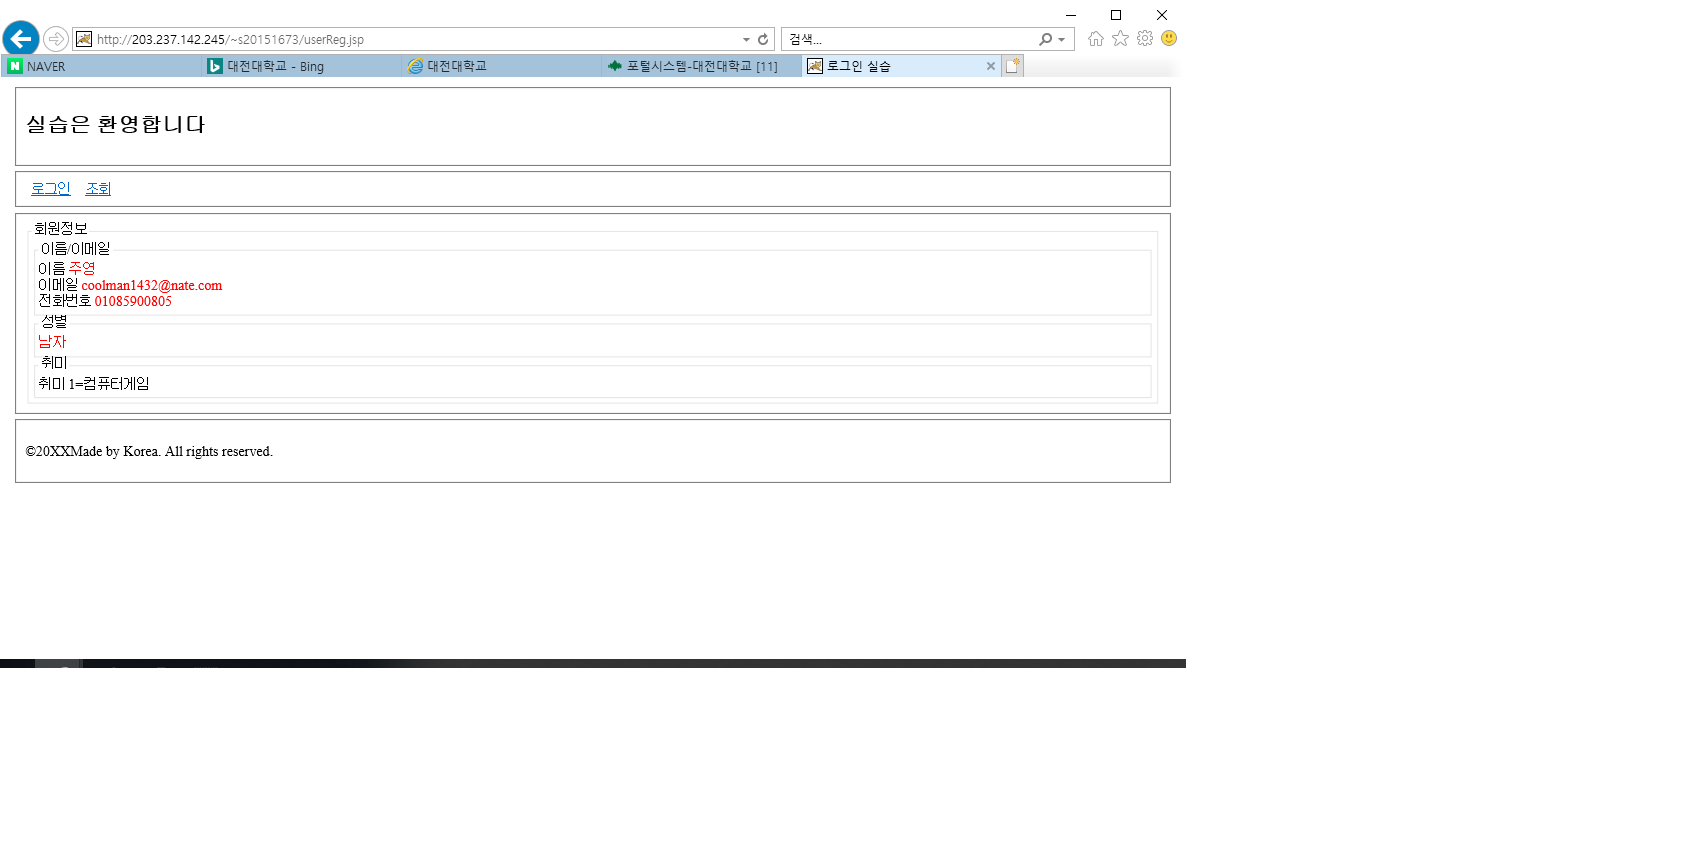 http://203.237.142.245/~s20151673/userReg.jsp
검색...
NAVER
대전대학교 - Bing
대전대학교
포털시스템-대전대학교 [11]
로그인 실습
실습은 환영합니다
로그인 조회
회원정보
이름/이메일
이름 주영
이메일 coolman1432@nate.com
전화번호 01085900805
성별
남자
취미
취미 1=컴퓨터게임
©20XXMade by Korea. All rights reserved.